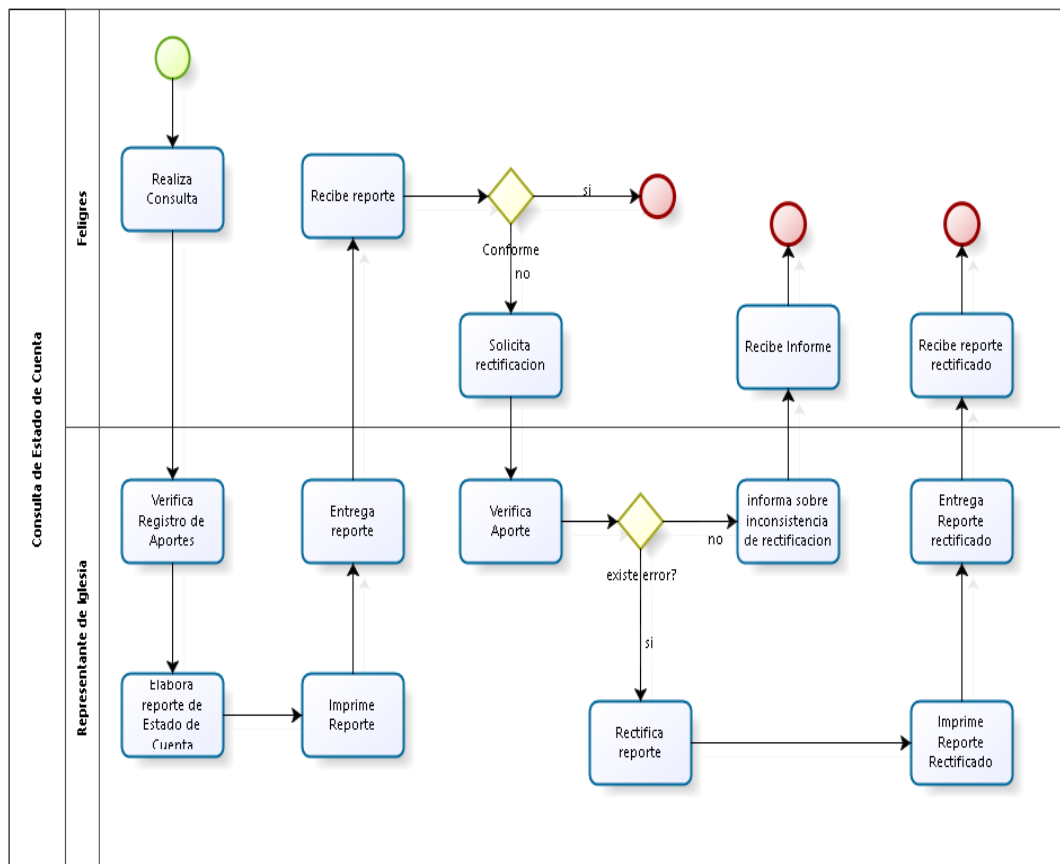 Consulta de Estado de Cuenta
Feligres
Realiza
Consulta
Recibe reporte
Conforme
si
no
Solicita
rectificacion
Recibe Informe
Recibe reporte
rectificado
Representante de Iglesia
Verifica
Registro de
Aportes
Entrega
reporte
Verifica
Aporte
existe error?
no
si
informa sobre
inconsistencia
de rectificacion
Entrega
Reporte
rectificado
Elabora
reporte de
Estado de
Cuenta
Imprime
Reporte
Rectifica
reporte
Imprime
Reporte
Rectificado